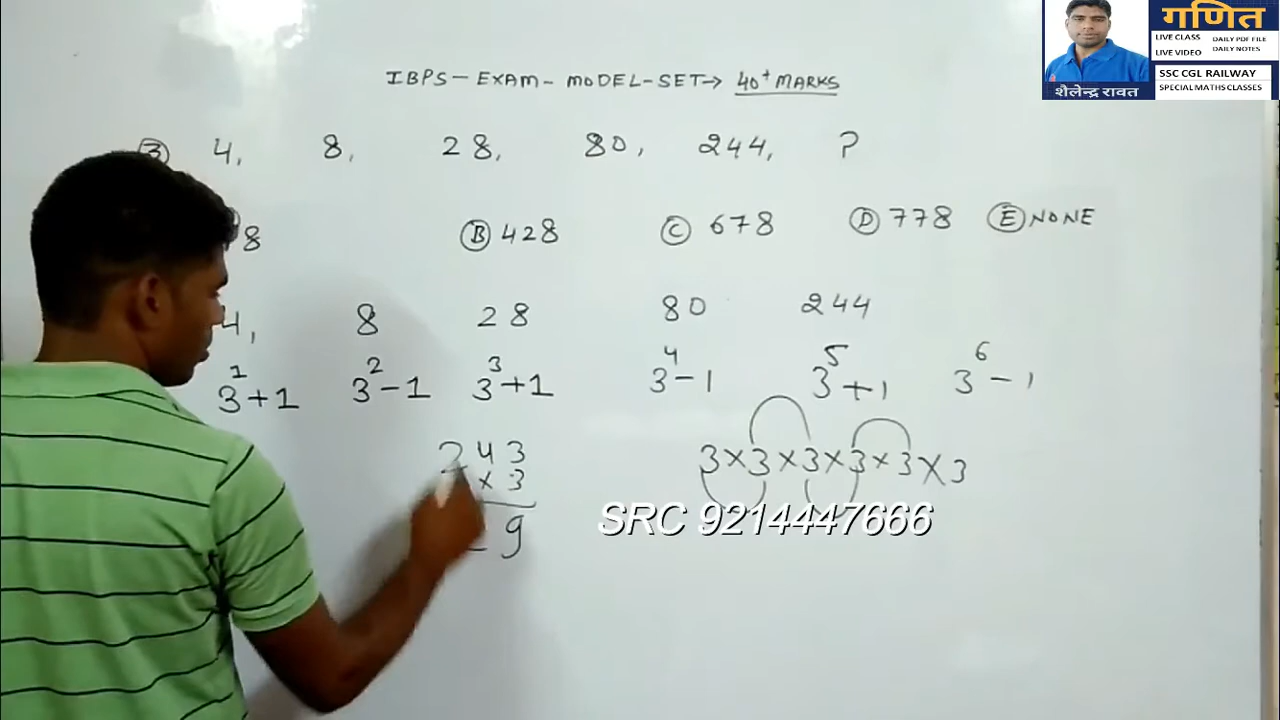 गणित
LIVE CLASS DAILY PDF FILE
LIVE VIDEO DAILY NOTES
SSC CGL RAILWAY
SPECIAL MATHS CLASSES
शैलेन्द्र रावत
IBPS-EXAM-MODEL-SET→ 40⁺ MARKS
③ 4, 8, 28, 80, 244, ?
8 Ⓑ 428 Ⓒ 678 Ⓓ 778 Ⓔ NONE
4, 8 28 80 244
3¹+1 3²-1 3³+1 3⁴-1 3⁵+1 3⁶-1
243
×3
29
3×3×3×3×3×3
SRC 9214447666